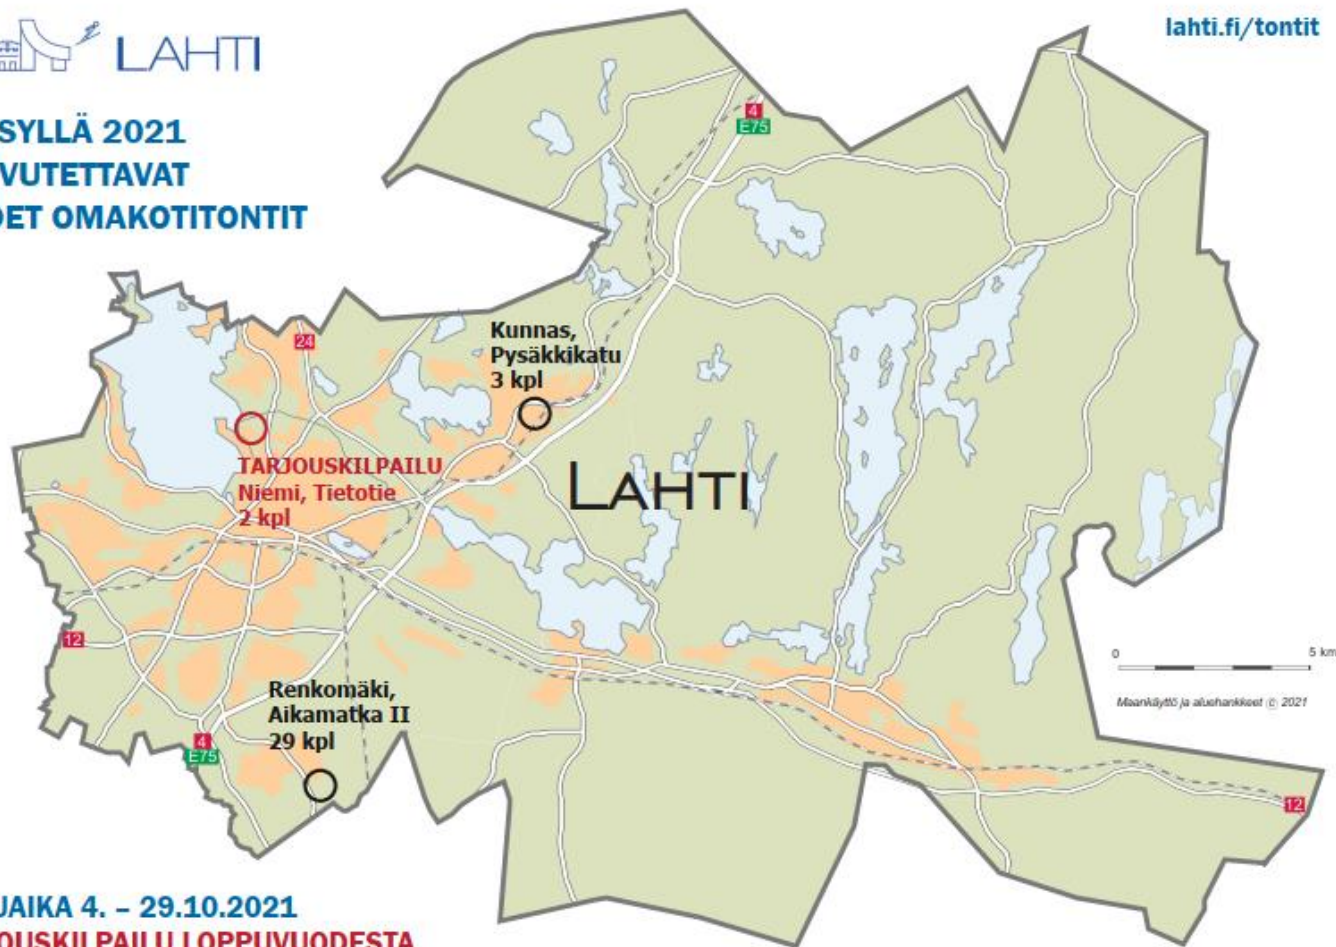 LAHTI
lahti.fi/tontit
SYLLÄ 2021
VUTETTAVAT
DET OMAKOTITONTIT
4
E75
24
Kunnas,
Pysäkkikatu
3 kpl
TARJOUSKILPAILU
Niemi, Tietotie
2 kpl
LAHTI
12
0 5 km
Maankäyttö ja aluehankkeet © 2021
Renkomäki,
Aikamatka II
29 kpl
4
E75
12
UAIKA 4. – 29.10.2021
OUSKILPAILU LOPPUVUODESTA